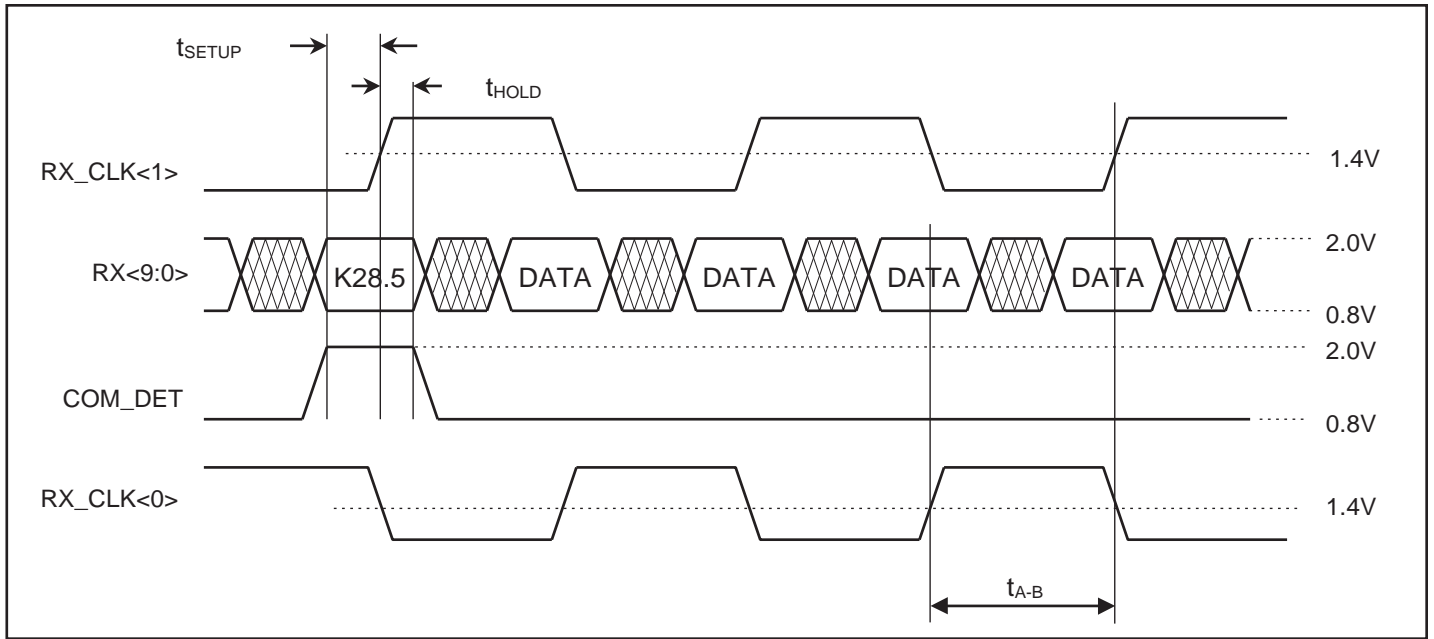 tSETUP
tHOLD
RX_CLK<1>
1.4V
2.0V
RX<9:0>
K28.5 DATA DATA DATA DATA
0.8V
2.0V
COM_DET
0.8V
RX_CLK<0>
1.4V
tA-B